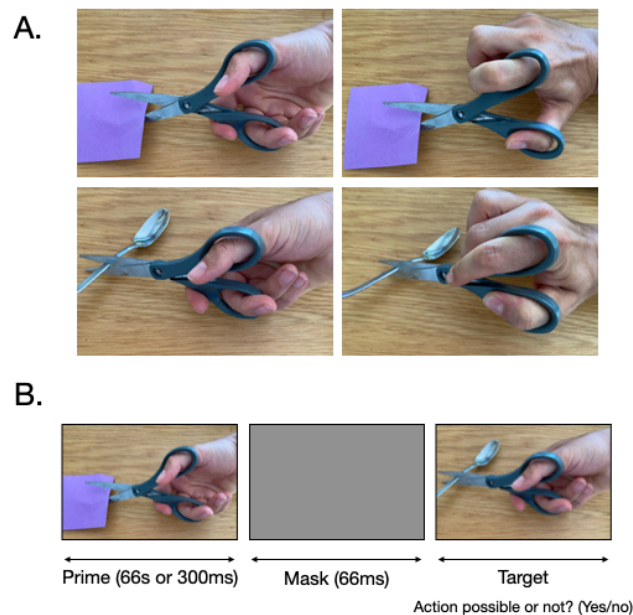 A.
B.
Prime (66s or 300ms)
Mask (66ms)
Target
Action possible or not? (Yes/no)